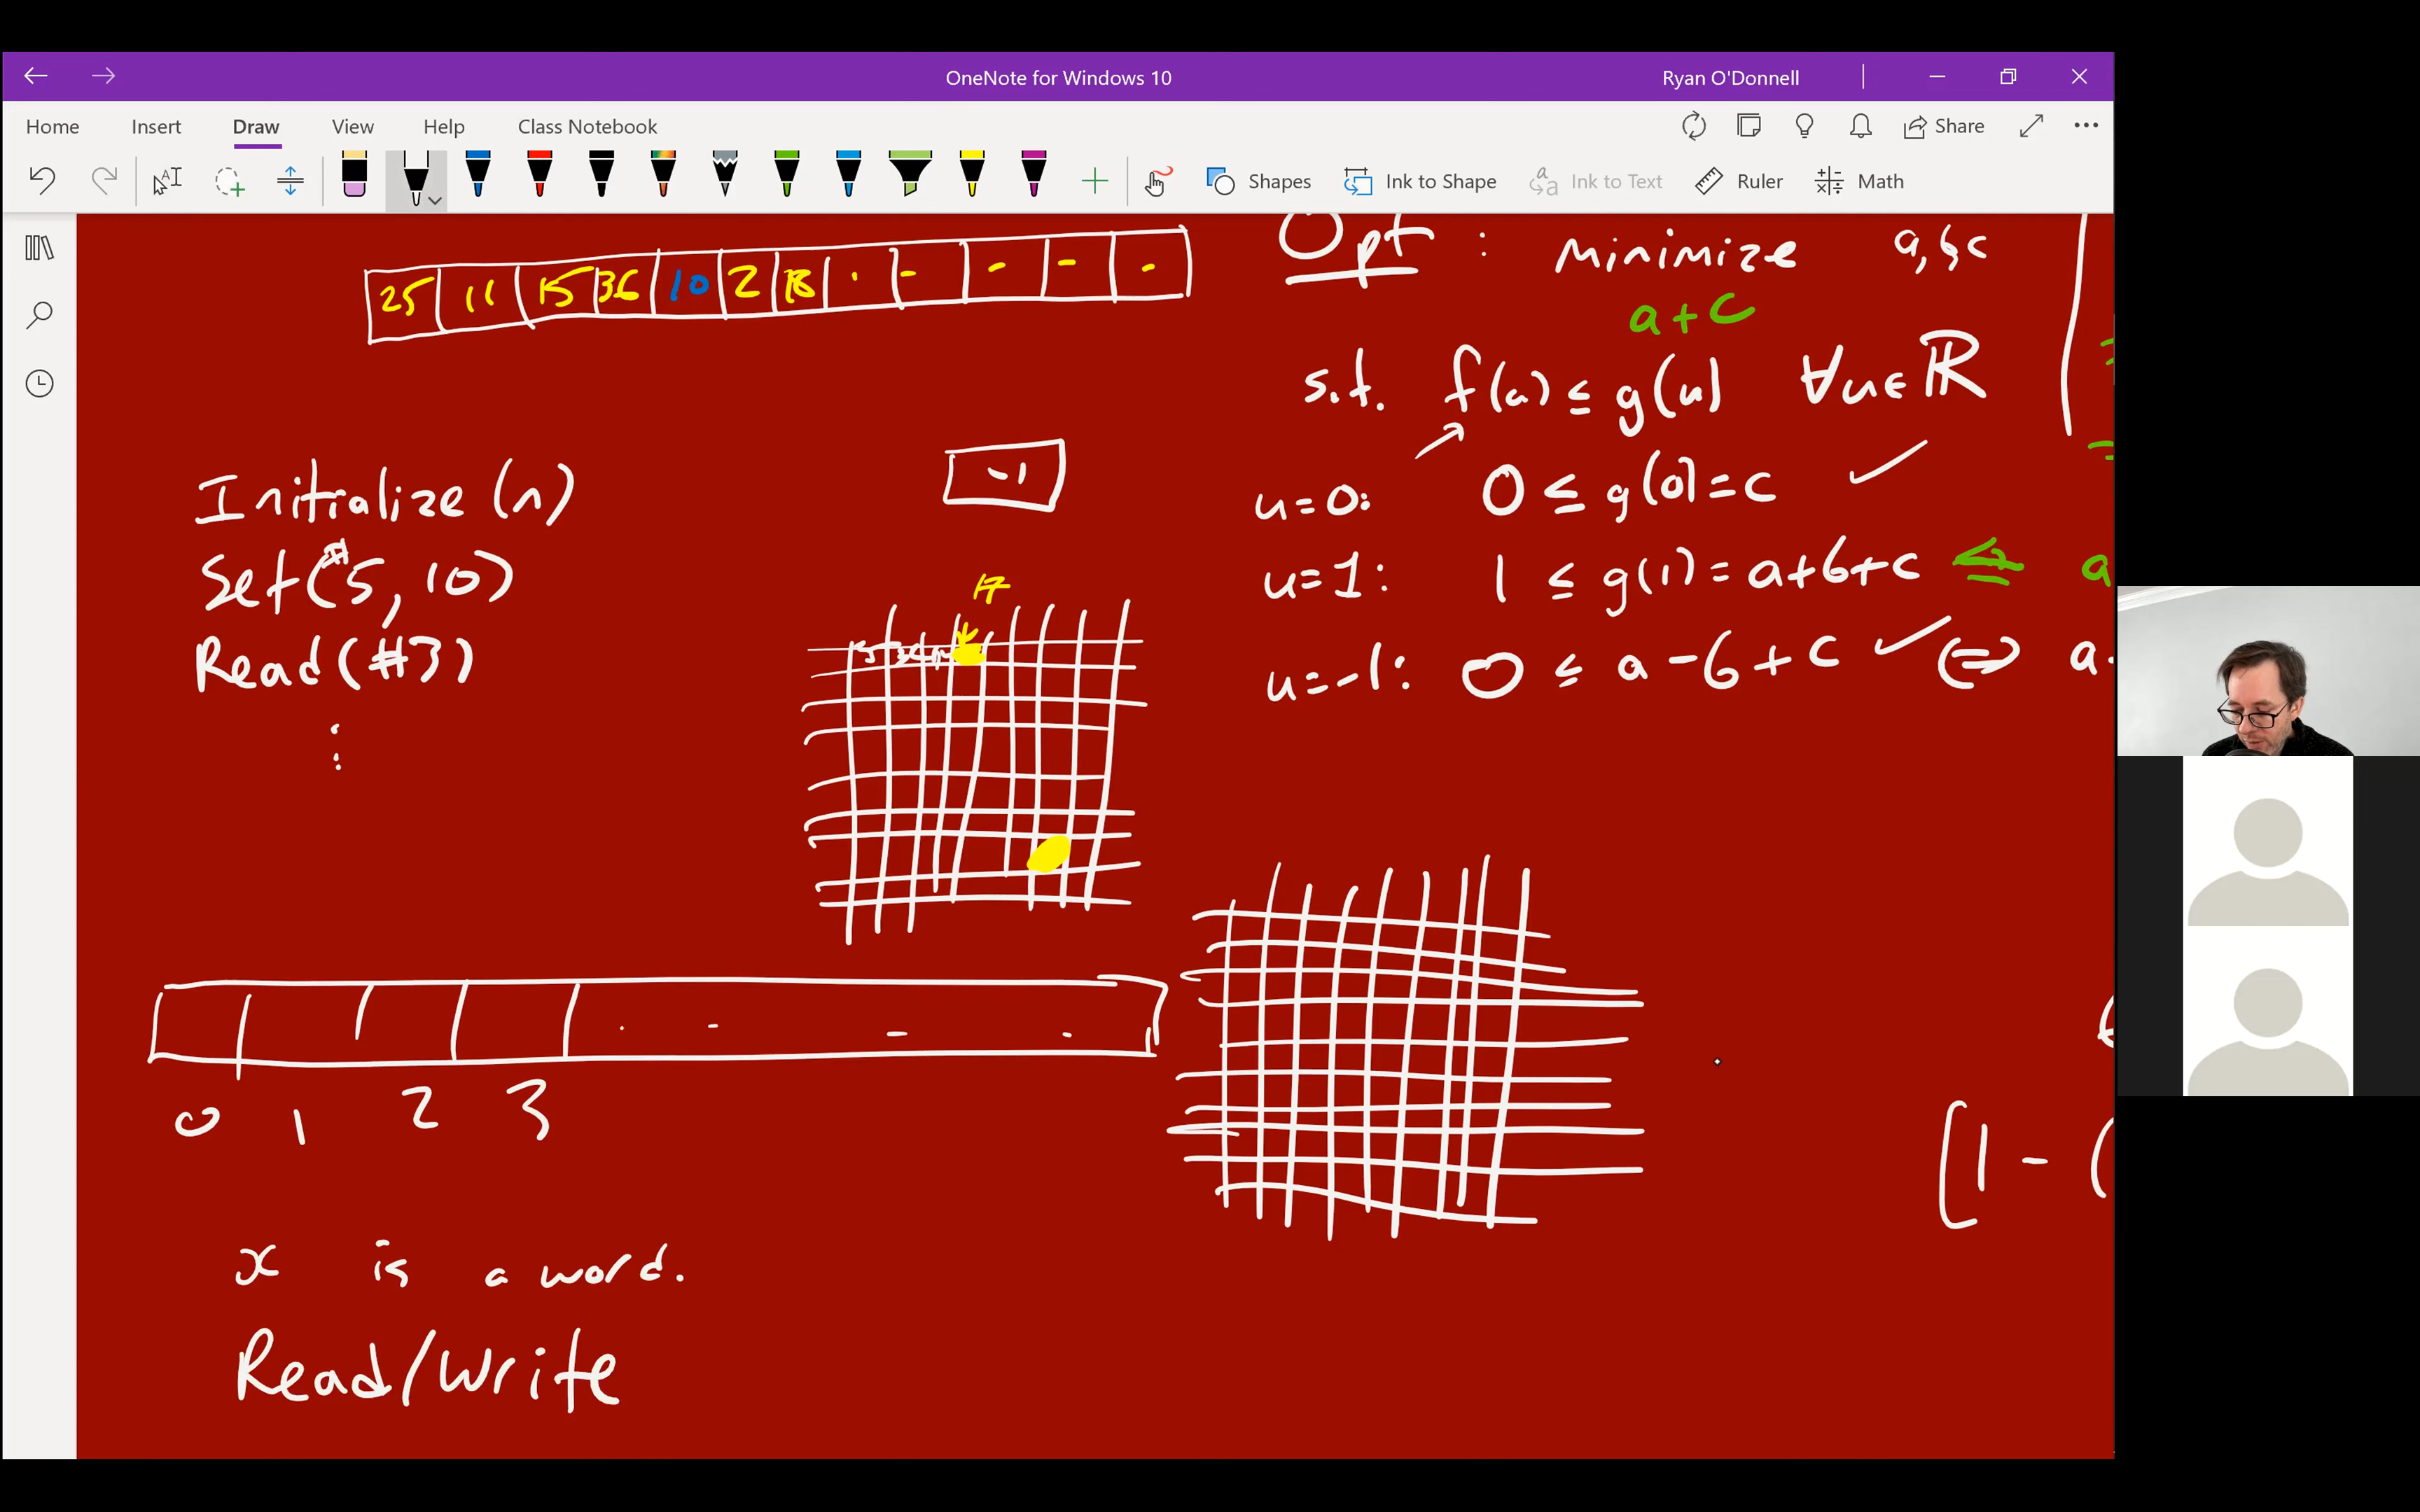 OneNote for Windows 10
Ryan O'Donnell
Home Insert Draw View Help Class Notebook
Share
Shapes Ink to Shape Ink to Text Ruler Math
25 11 15 36 10 2 18 . - - - -
Initialize (n)
Set(#5, 10)
Read(#3)
⋮
-1
17
0 1 2 3
x is a word.
Read/Write
Opt : minimize a,b,c
a+c
s.t. f(u) ≤ g(u) ∀u∈ℝ
u=0: 0 ≤ g(0)=c ✓
u=1: 1 ≤ g(1)=a+b+c ⇔ a
u=-1: 0 ≤ a-b+c ✓ ⇔ a-
[1 - (